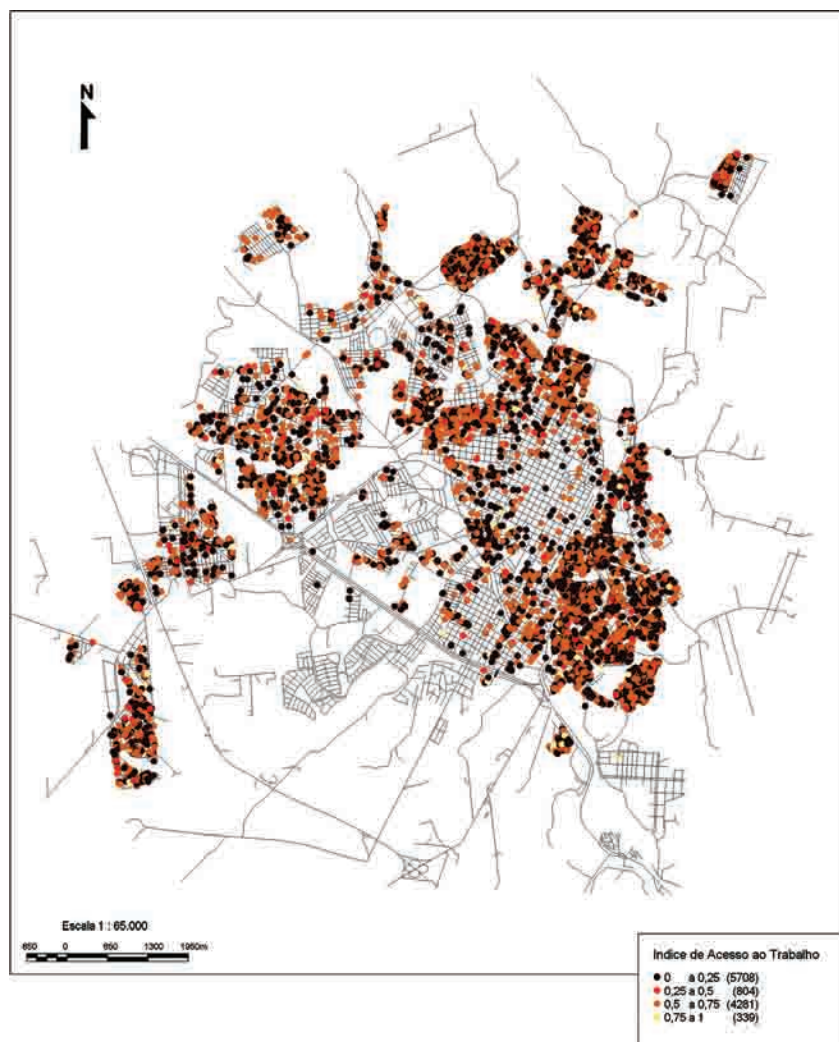 N
Escala 1 : 65.000
650 0 650 1300 1950m
Indice de Acesso ao Trabalho
0 a 0,25 (5708)
0,25 a 0,5 (804)
0,5 a 0,75 (4281)
0,75 a 1 (339)